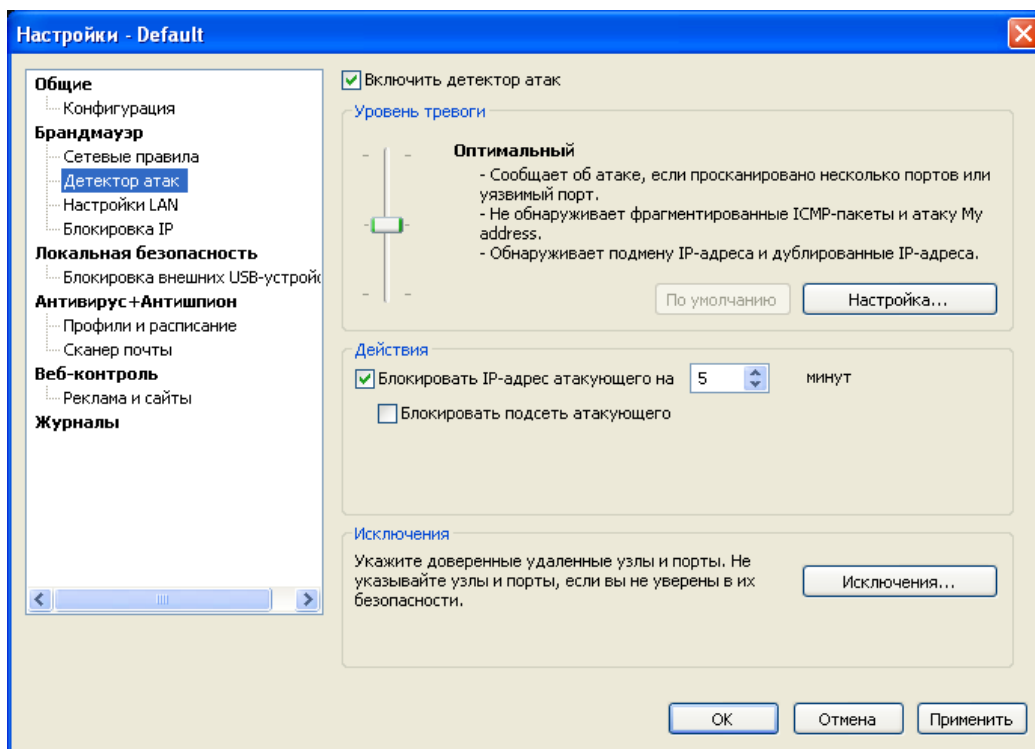 Настройки - Default
Общие
Конфигурация
Брандмауэр
Сетевые правила
Детектор атак
Настройки LAN
Блокировка IP
Локальная безопасность
Блокировка внешних USB-устройс
Антивирус+Антишпион
Профили и расписание
Сканер почты
Веб-контроль
Реклама и сайты
Журналы
Включить детектор атак
Уровень тревоги
Оптимальный
- Сообщает об атаке, если просканировано несколько портов или
уязвимый порт.
- Не обнаруживает фрагментированные ICMP-пакеты и атаку My
address.
- Обнаруживает подмену IP-адреса и дублированные IP-адреса.
По умолчанию
Настройка...
Действия
Блокировать IP-адрес атакующего на 5 минут
Блокировать подсеть атакующего
Исключения
Укажите доверенные удаленные узлы и порты. Не
указывайте узлы и порты, если вы не уверены в их
безопасности.
Исключения...
ОК
Отмена
Применить